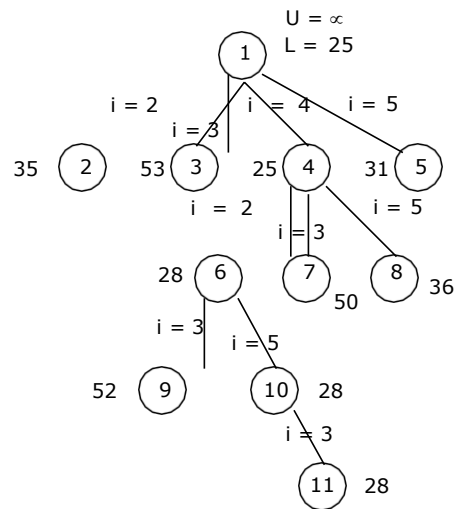 U = ∝
1
L = 25
i = 2
i = 3
i = 4
i = 5
35
2
53
3
25
4
31
5
i = 2
i = 3
i = 5
28
6
7
50
8
36
i = 3
i = 5
52
9
10
28
i = 3
11
28